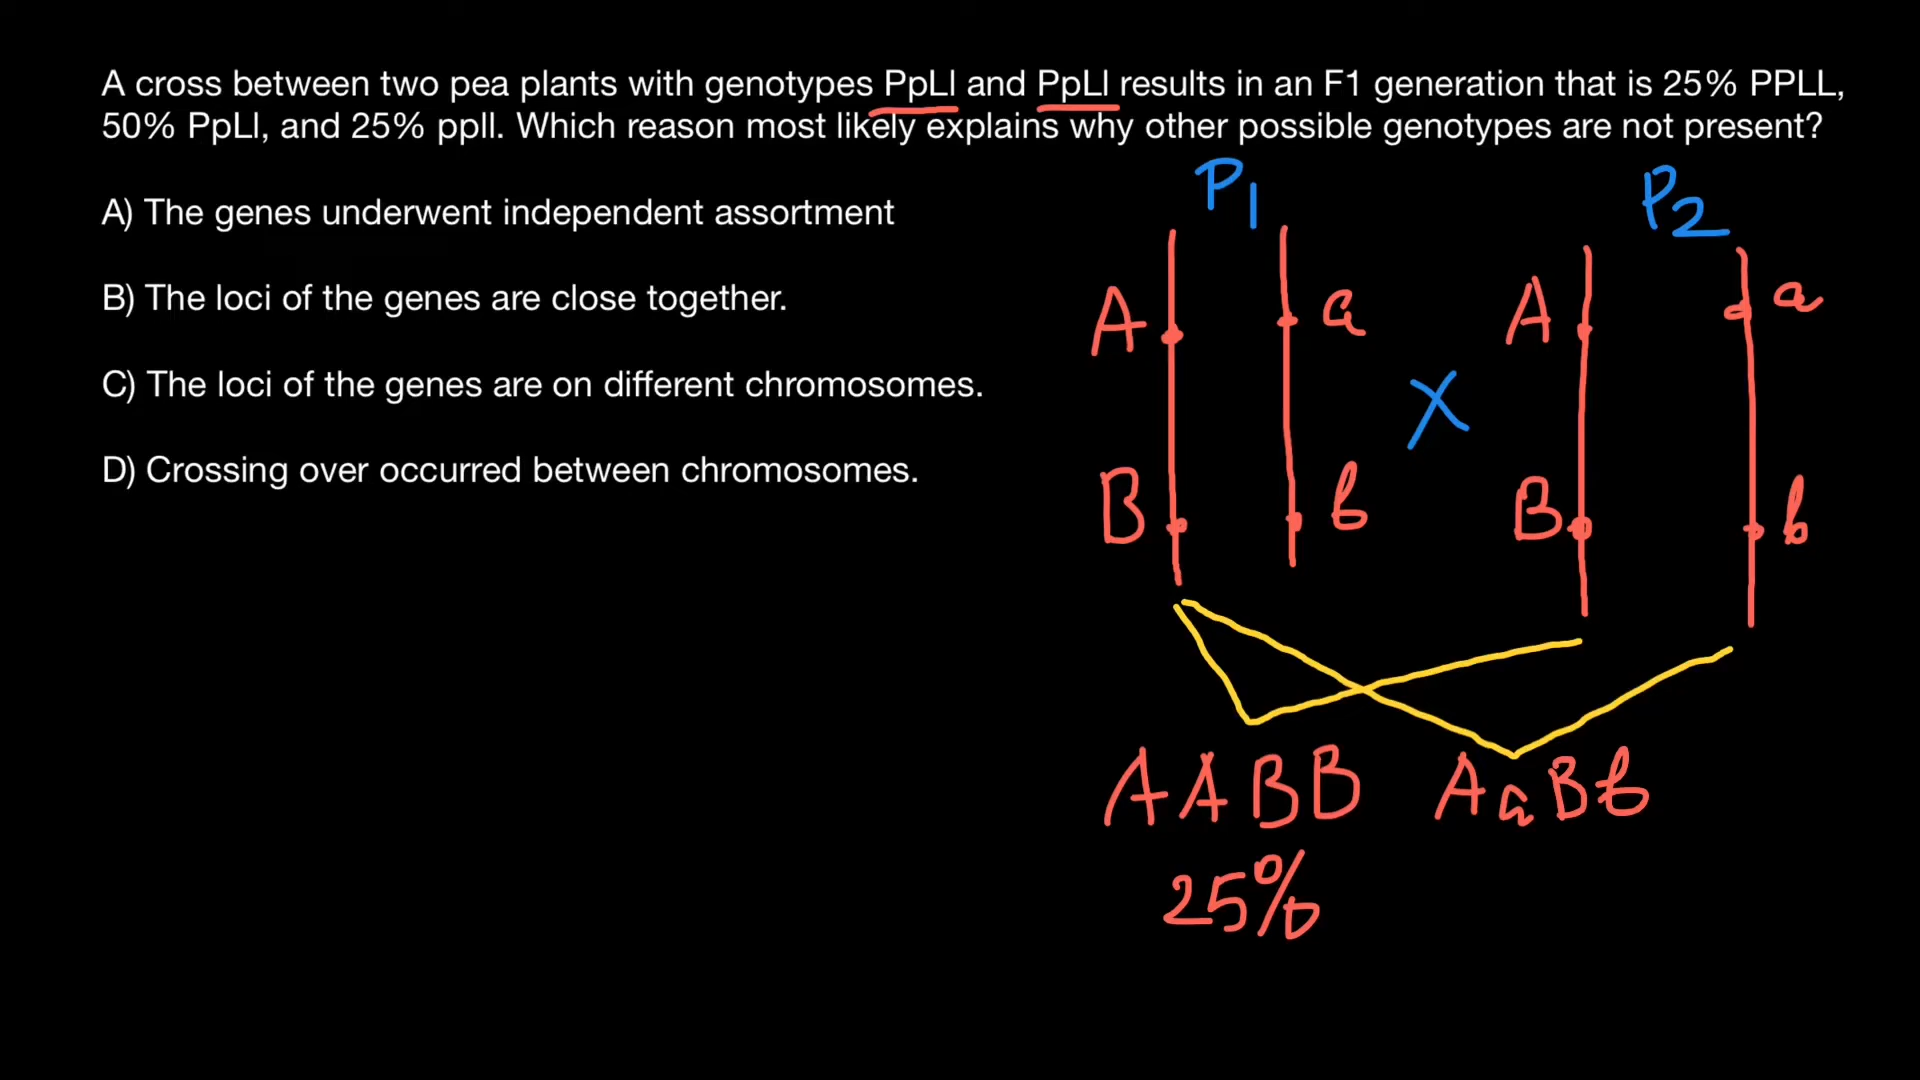 A cross between two pea plants with genotypes PpLl and PpLl results in an F1 generation that is 25% PPLL,
50% PpLl, and 25% ppll. Which reason most likely explains why other possible genotypes are not present?
A) The genes underwent independent assortment
B) The loci of the genes are close together.
C) The loci of the genes are on different chromosomes.
D) Crossing over occurred between chromosomes.
P1 P2
A a A a
X
B b B b
AABB AaBb
25%